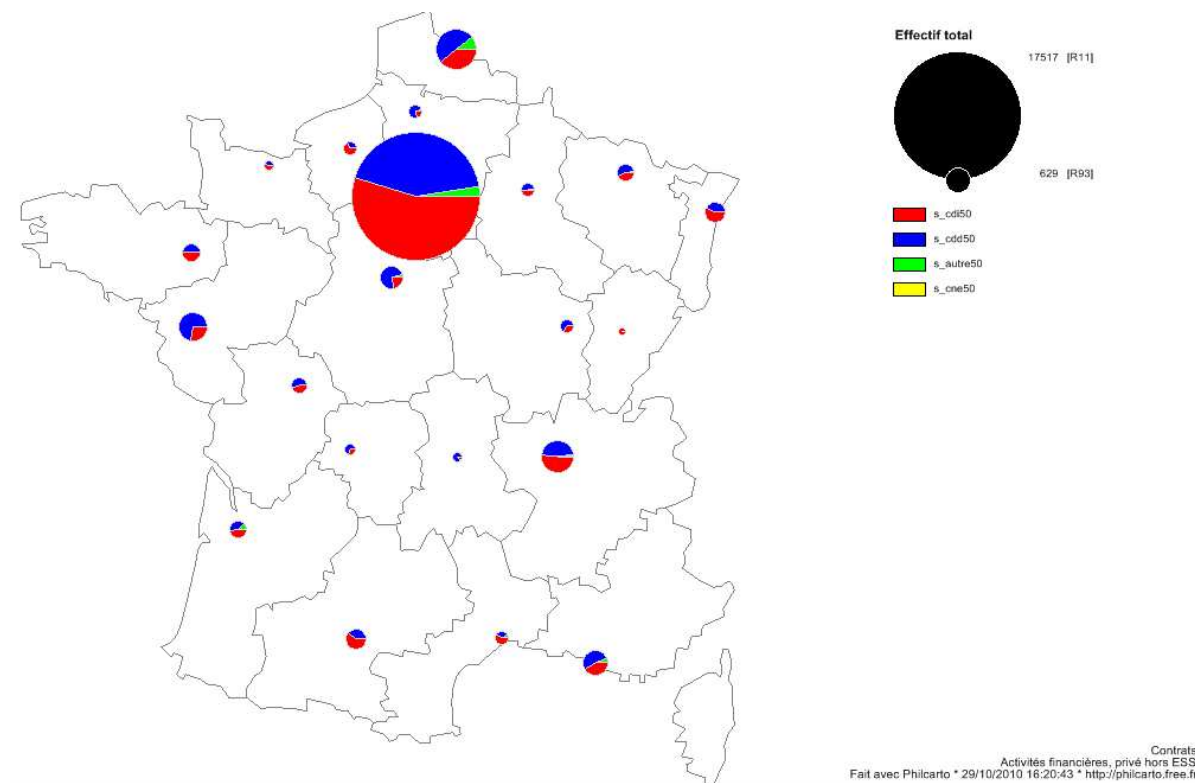 Effectif total
17517 [R11]
629 [R93]
s_cdi50
s_cdd50
s_autre50
s_cne50
Contrats
Activités financières, privé hors ESS
Fait avec Philcarto * 29/10/2010 16:20:43 * http://philcarto.free.fr